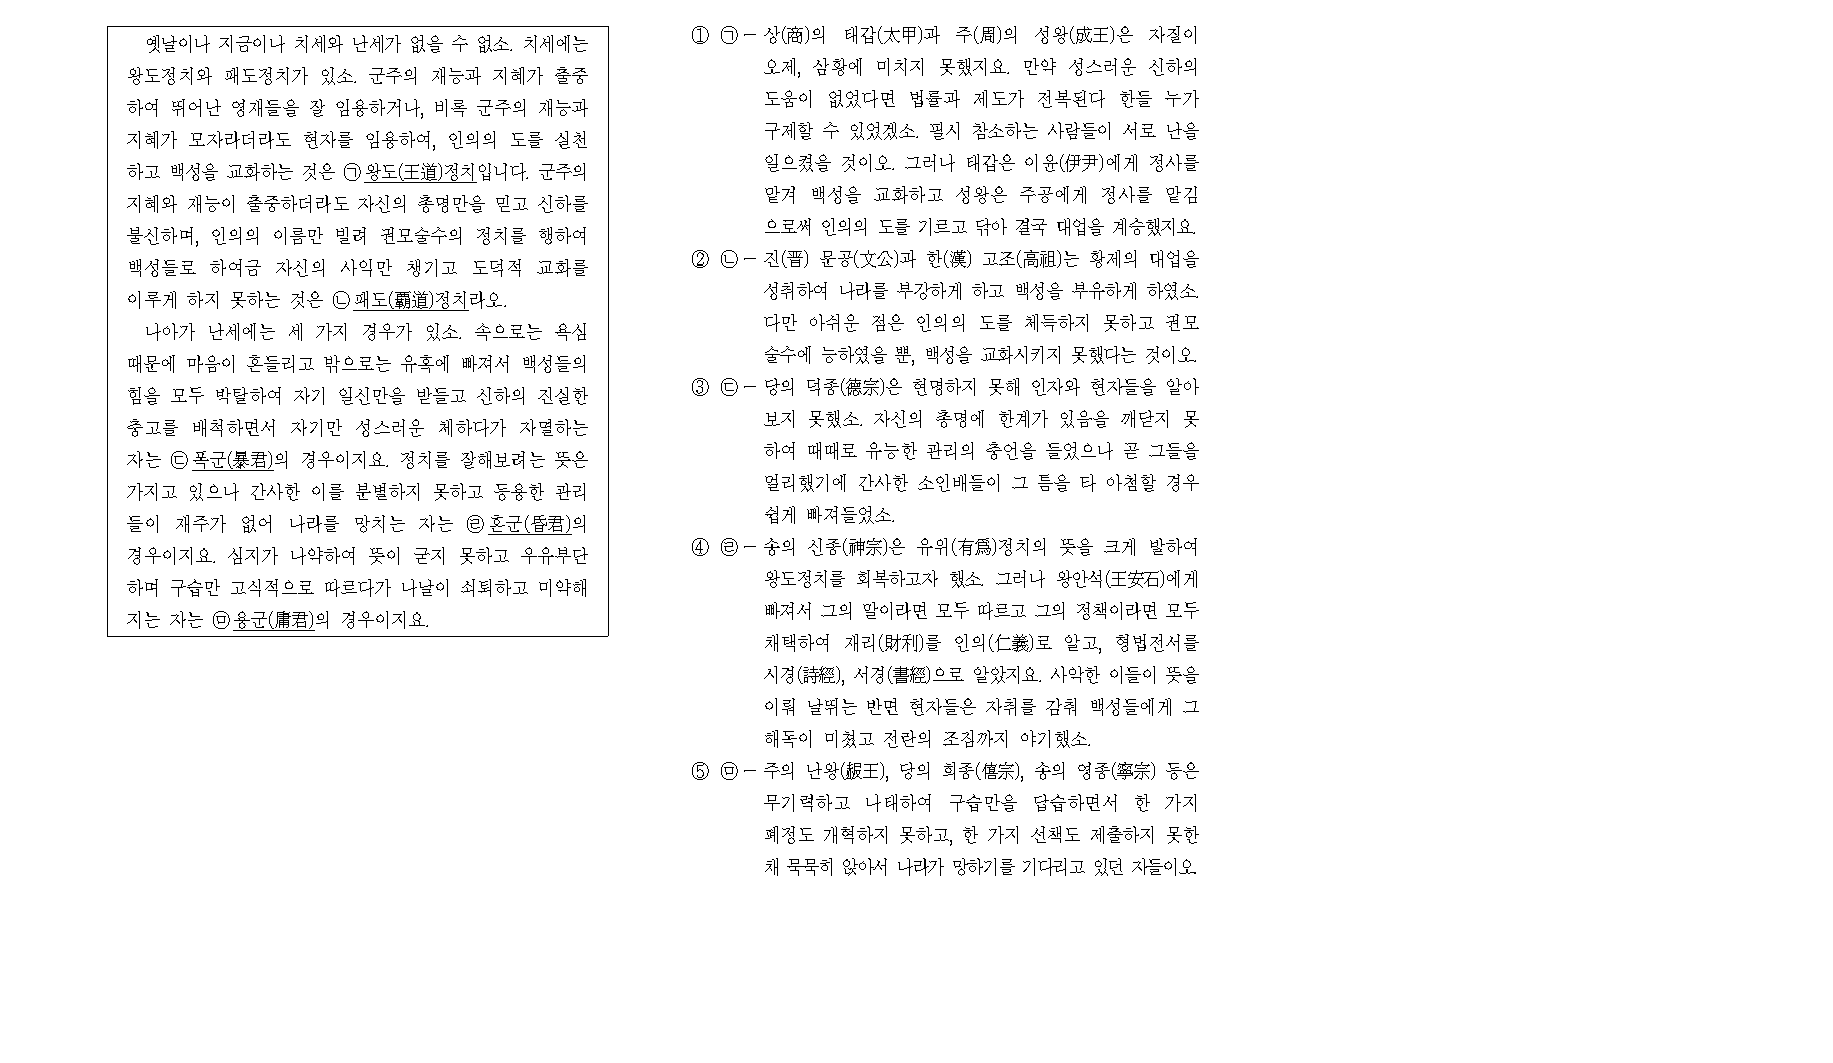 옛날이나 지금이나 치세와 난세가 없을 수 없소. 치세에는
왕도정치와 패도정치가 있소. 군주의 재능과 지혜가 출중
하여 뛰어난 영재들을 잘 임용하거나, 비록 군주의 재능과
지혜가 모자라더라도 현자를 임용하여, 인의의 도를 실천
하고 백성을 교화하는 것은 ㉠왕도(王道)정치입니다. 군주의
지혜와 재능이 출중하더라도 자신의 총명만을 믿고 신하를
불신하며, 인의의 이름만 빌려 권모술수의 정치를 행하여
백성들로 하여금 자신의 사익만 챙기고 도덕적 교화를
이루게 하지 못하는 것은 ㉡패도(覇道)정치라오.
나아가 난세에는 세 가지 경우가 있소. 속으로는 욕심
때문에 마음이 흔들리고 밖으로는 유혹에 빠져서 백성들의
힘을 모두 박탈하여 자기 일신만을 받들고 신하의 진실한
충고를 배척하면서 자기만 성스러운 체하다가 자멸하는
자는 ㉢폭군(暴君)의 경우이지요. 정치를 잘해보려는 뜻은
가지고 있으나 간사한 이를 분별하지 못하고 등용한 관리
들이 재주가 없어 나라를 망치는 자는 ㉣혼군(昏君)의
경우이지요. 심지가 나약하여 뜻이 굳지 못하고 우유부단
하며 구습만 고식적으로 따르다가 나날이 쇠퇴하고 미약해
지는 자는 ㉤용군(庸君)의 경우이지요.
① ㉠ － 상(商)의 태갑(太甲)과 주(周)의 성왕(成王)은 자질이
오제, 삼황에 미치지 못했지요. 만약 성스러운 신하의
도움이 없었다면 법률과 제도가 전복된다 한들 누가
구제할 수 있었겠소. 필시 참소하는 사람들이 서로 난을
일으켰을 것이오. 그러나 태갑은 이윤(伊尹)에게 정사를
맡겨 백성을 교화하고 성왕은 주공에게 정사를 맡김
으로써 인의의 도를 기르고 닦아 결국 대업을 계승했지요.
② ㉡ － 진(晋) 문공(文公)과 한(漢) 고조(高祖)는 황제의 대업을
성취하여 나라를 부강하게 하고 백성을 부유하게 하였소.
다만 아쉬운 점은 인의의 도를 체득하지 못하고 권모
술수에 능하였을 뿐, 백성을 교화시키지 못했다는 것이오.
③ ㉢ － 당의 덕종(德宗)은 현명하지 못해 인자와 현자들을 알아
보지 못했소. 자신의 총명에 한계가 있음을 깨닫지 못
하여 때때로 유능한 관리의 충언을 들었으나 곧 그들을
멀리했기에 간사한 소인배들이 그 틈을 타 아첨할 경우
쉽게 빠져들었소.
④ ㉣ － 송의 신종(神宗)은 유위(有爲)정치의 뜻을 크게 발하여
왕도정치를 회복하고자 했소. 그러나 왕안석(王安石)에게
빠져서 그의 말이라면 모두 따르고 그의 정책이라면 모두
채택하여 재리(財利)를 인의(仁義)로 알고, 형법전서를
시경(詩經), 서경(書經)으로 알았지요. 사악한 이들이 뜻을
이뤄 날뛰는 반면 현자들은 자취를 감춰 백성들에게 그
해독이 미쳤고 전란의 조짐까지 야기했소.
⑤ ㉤ － 주의 난왕(赧王), 당의 희종(僖宗), 송의 영종(寧宗) 등은
무기력하고 나태하여 구습만을 답습하면서 한 가지
폐정도 개혁하지 못하고, 한 가지 선책도 제출하지 못한
채 묵묵히 앉아서 나라가 망하기를 기다리고 있던 자들이오.